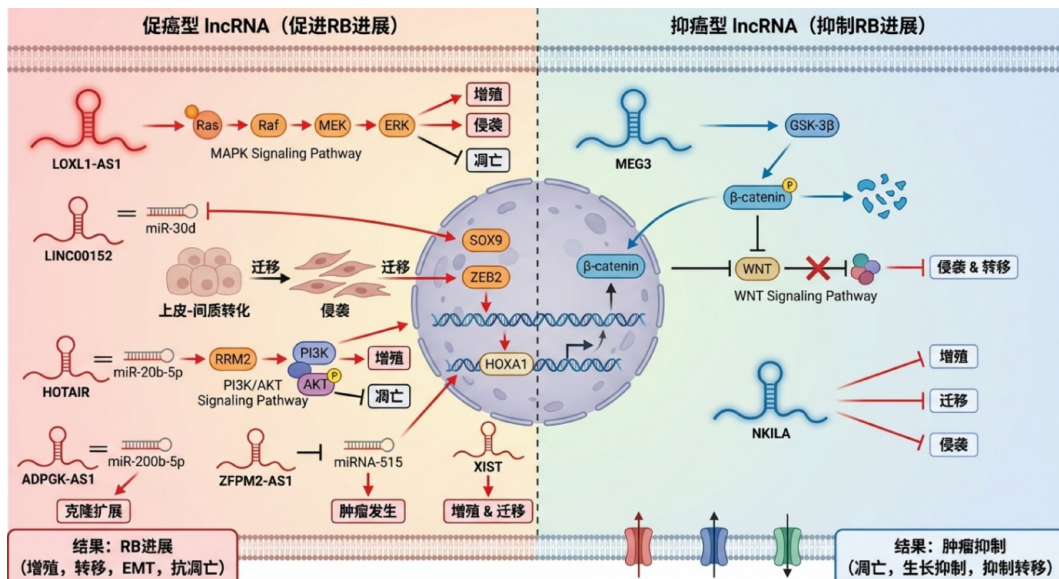 促癌型 lncRNA（促进RB进展）
LOXL1-AS1
Ras
Raf
MEK
ERK
MAPK Signaling Pathway
增殖
侵袭
凋亡
LINC00152
=
miR-30d
SOX9
ZEB2
上皮-间质转化
迁移
侵袭
迁移
HOTAIR
=
miR-20b-5p
RRM2
PI3K
AKT
P
PI3K/AKT
Signaling Pathway
增殖
凋亡
HOXA1
ADPGK-AS1
=
miR-200b-5p
克隆扩展
ZFPM2-AS1
miRNA-515
肿瘤发生
XIST
增殖 & 迁移
结果：RB进展
（增殖，转移，EMT，抗凋亡）
抑癌型 lncRNA（抑制RB进展）
MEG3
GSK-3β
β-catenin
P
β-catenin
WNT
WNT Signaling Pathway
侵袭 & 转移
NKILA
增殖
迁移
侵袭
结果：肿瘤抑制
（凋亡，生长抑制，抑制转移）